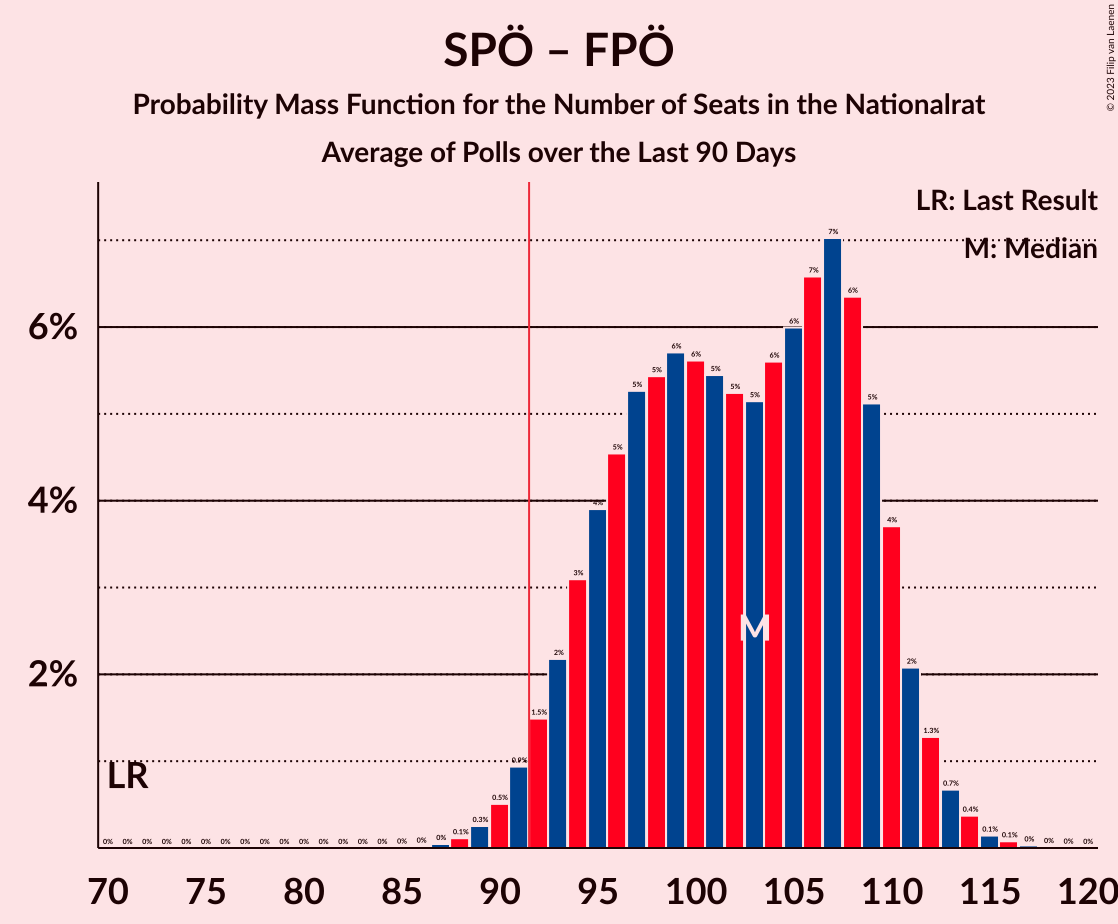 SPÖ – FPÖ
Probability Mass Function for the Number of Seats in the Nationalrat
Average of Polls over the Last 90 Days
© 2023 Filip van Laenen
LR: Last Result
M: Median
6%
4%
2%
0% 0% 0% 0% 0% 0% 0% 0% 0% 0% 0% 0% 0% 0% 0% 0% 0% 0% 0.1% 0.3% 0.5% 0.9% 1.5% 2% 3% 4% 5% 5% 5% 6% 6% 5% 5% 5% 6% 6% 7% 7% 6% 5% 4% 2% 1.3% 0.7% 0.4% 0.1% 0.1% 0% 0% 0% 0%
M
LR
70 75 80 85 90 95 100 105 110 115 120